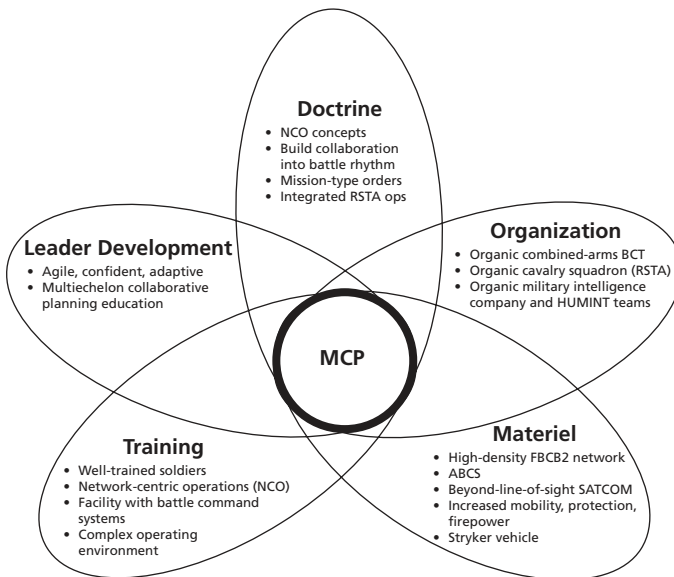 Doctrine
• NCO concepts
• Build collaboration
into battle rhythm
• Mission-type orders
• Integrated RSTA ops
Leader Development
• Agile, confident, adaptive
• Multiechelon collaborative
planning education
Organization
• Organic combined-arms BCT
• Organic cavalry squadron (RSTA)
• Organic military intelligence
company and HUMINT teams
MCP
Training
• Well-trained soldiers
• Network-centric operations (NCO)
• Facility with battle command
systems
• Complex operating
environment
Materiel
• High-density FBCB2 network
• ABCS
• Beyond-line-of-sight SATCOM
• Increased mobility, protection,
firepower
• Stryker vehicle